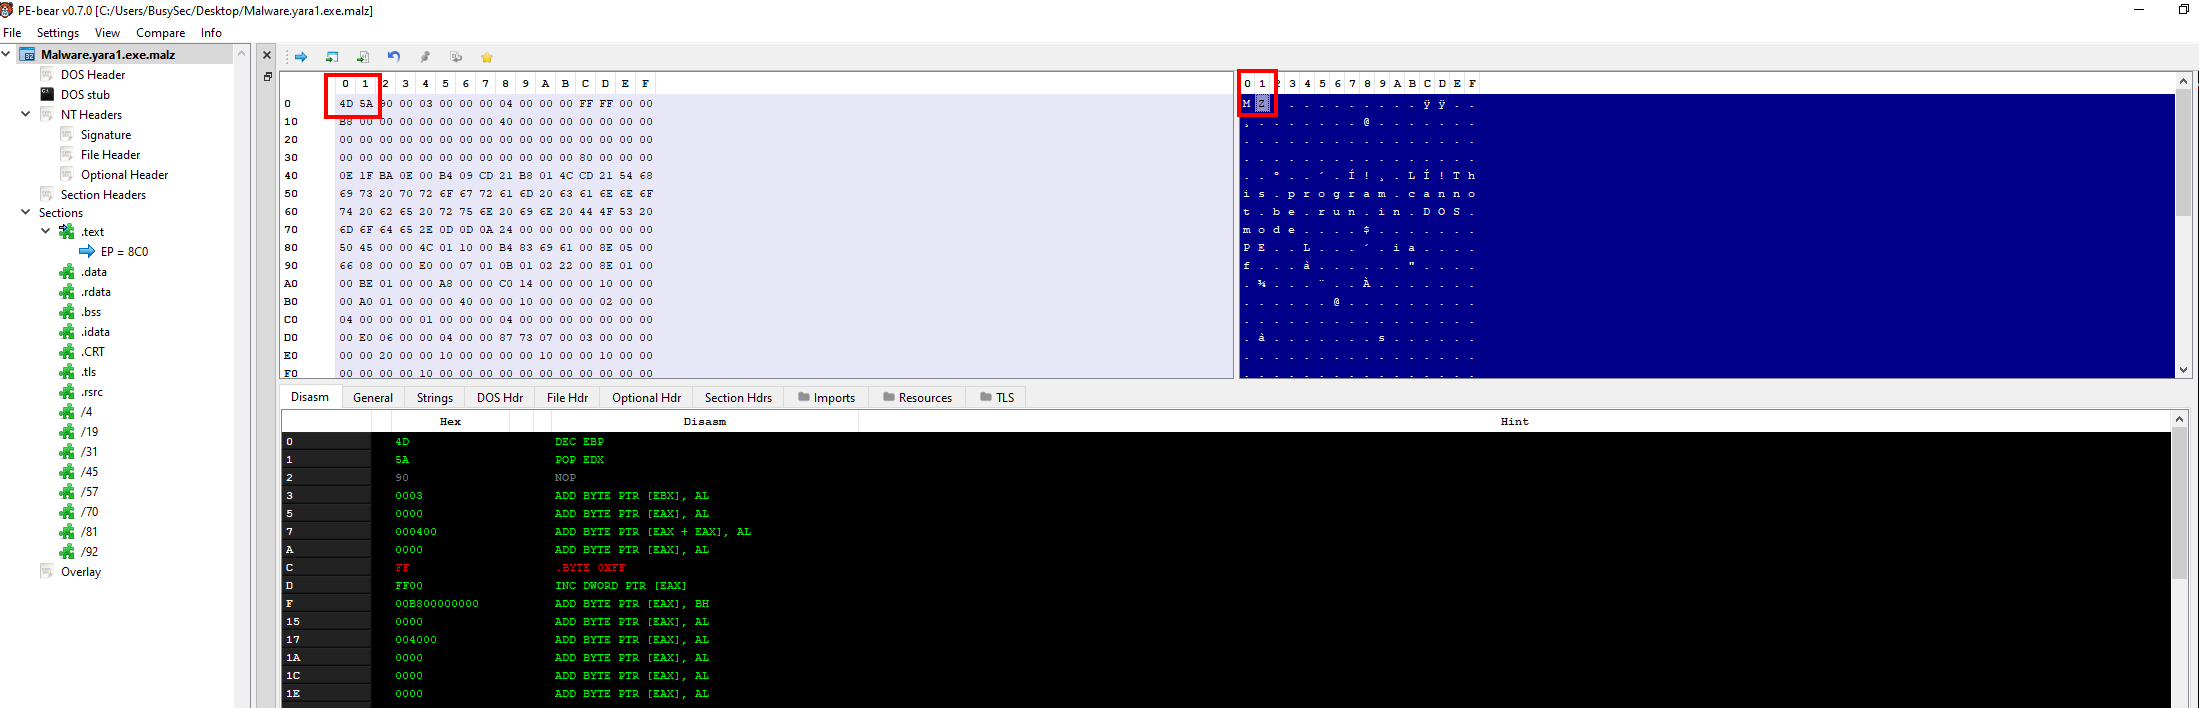 PE-bear v0.7.0 [C:/Users/BusySec/Desktop/Malware.yara1.exe.malz]
File Settings View Compare Info
Malware.yara1.exe.malz
DOS Header
DOS stub
NT Headers
Signature
File Header
Optional Header
Section Headers
Sections
.text
EP = 8C0
.data
.rdata
.bss
.idata
.CRT
.tls
.rsrc
/4
/19
/31
/45
/57
/70
/81
/92
Overlay
0 1 2 3 4 5 6 7 8 9 A B C D E F
0 4D 5A 90 00 03 00 00 00 04 00 00 00 FF FF 00 00
10 B8 00 00 00 00 00 00 00 40 00 00 00 00 00 00 00
20 00 00 00 00 00 00 00 00 00 00 00 00 00 00 00 00
30 00 00 00 00 00 00 00 00 00 00 00 00 80 00 00 00
40 0E 1F BA 0E 00 B4 09 CD 21 B8 01 4C CD 21 54 68
50 69 73 20 70 72 6F 67 72 61 6D 20 63 61 6E 6E 6F
60 74 20 62 65 20 72 75 6E 20 69 6E 20 44 4F 53 20
70 6D 6F 64 65 2E 0D 0D 0A 24 00 00 00 00 00 00 00
80 50 45 00 00 4C 01 10 00 B4 83 69 61 00 8E 05 00
90 66 08 00 00 E0 00 07 01 0B 01 02 22 00 8E 01 00
A0 00 BE 01 00 00 A8 00 00 C0 14 00 00 00 10 00 00
B0 00 A0 01 00 00 00 40 00 00 10 00 00 00 02 00 00
C0 04 00 00 00 01 00 00 00 04 00 00 00 00 00 00 00
D0 00 E0 06 00 00 04 00 00 87 73 07 00 03 00 00 00
E0 00 00 20 00 00 10 00 00 00 00 10 00 00 10 00 00
F0 00 00 00 00 10 00 00 00 00 00 00 00 00 00 00 00
0 1 2 3 4 5 6 7 8 9 A B C D E F
M Z . . . . . . . . . . ÿ ÿ . .
¸ . . . . . . . @ . . . . . . .
. . . . . . . . . . . . . . . .
. . . . . . . . . . . . . . . .
. . º . . ´ . Í ! ¸ . L Í ! T h
i s . p r o g r a m . c a n n o
t . b e . r u n . i n . D O S .
m o d e . . . . $ . . . . . . .
P E . . L . . . ´ . i a . . . .
f . . . à . . . . . . " . . . .
. ¾ . . . ¨ . . À . . . . . . .
. . . . . . @ . . . . . . . . .
. . . . . . . . . . . . . . . .
. à . . . . . . . s . . . . . .
. . . . . . . . . . . . . . . .
. . . . . . . . . . . . . . . .
Disasm General Strings DOS Hdr File Hdr Optional Hdr Section Hdrs Imports Resources TLS
Hex Disasm Hint
0 4D DEC EBP
1 5A POP EDX
2 90 NOP
3 0003 ADD BYTE PTR [EBX], AL
5 0000 ADD BYTE PTR [EAX], AL
7 000400 ADD BYTE PTR [EAX + EAX], AL
A 0000 ADD BYTE PTR [EAX], AL
C FF .BYTE 0XFF
D FF00 INC DWORD PTR [EAX]
F 00B800000000 ADD BYTE PTR [EAX], BH
15 0000 ADD BYTE PTR [EAX], AL
17 004000 ADD BYTE PTR [EAX], AL
1A 0000 ADD BYTE PTR [EAX], AL
1C 0000 ADD BYTE PTR [EAX], AL
1E 0000 ADD BYTE PTR [EAX], AL